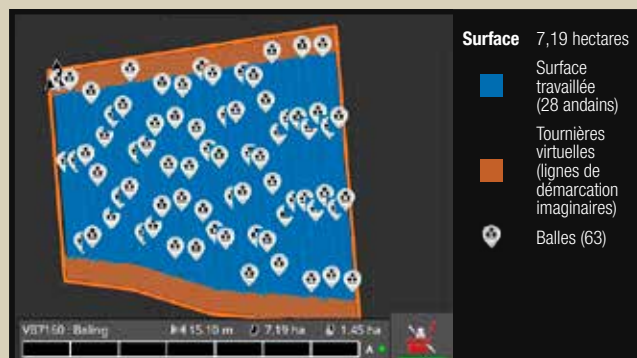 Surface 7,19 hectares
Surface
travaillée
(28 andains)
Tournières
virtuelles
(lignes de
démarcation
imaginaires)
Balles (63)
VB7160 Baling 15.10 m 7.19 ha 1.45 ha
A